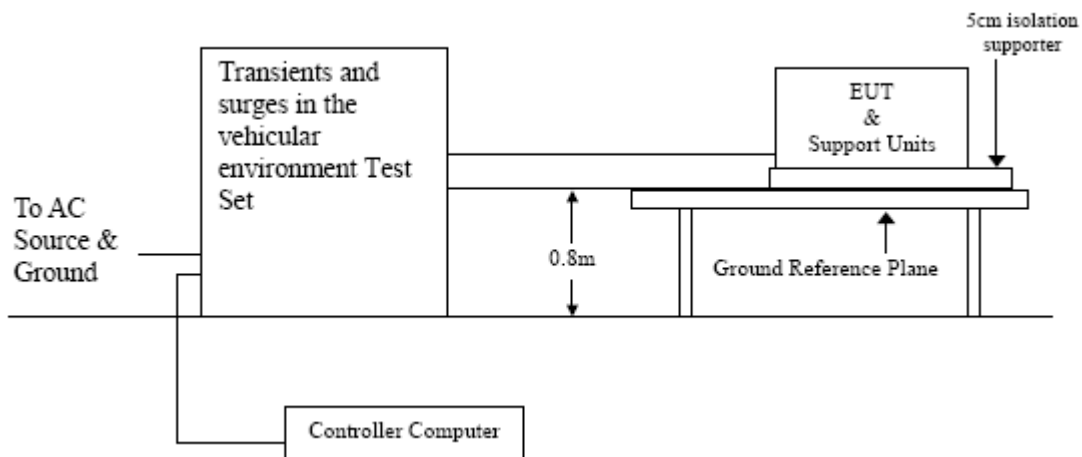 5cm isolation
supporter
Transients and
surges in the
vehicular
environment Test
Set
EUT
&
Support Units
To AC
Source &
Ground
0.8m
Ground Reference Plane
Controller Computer